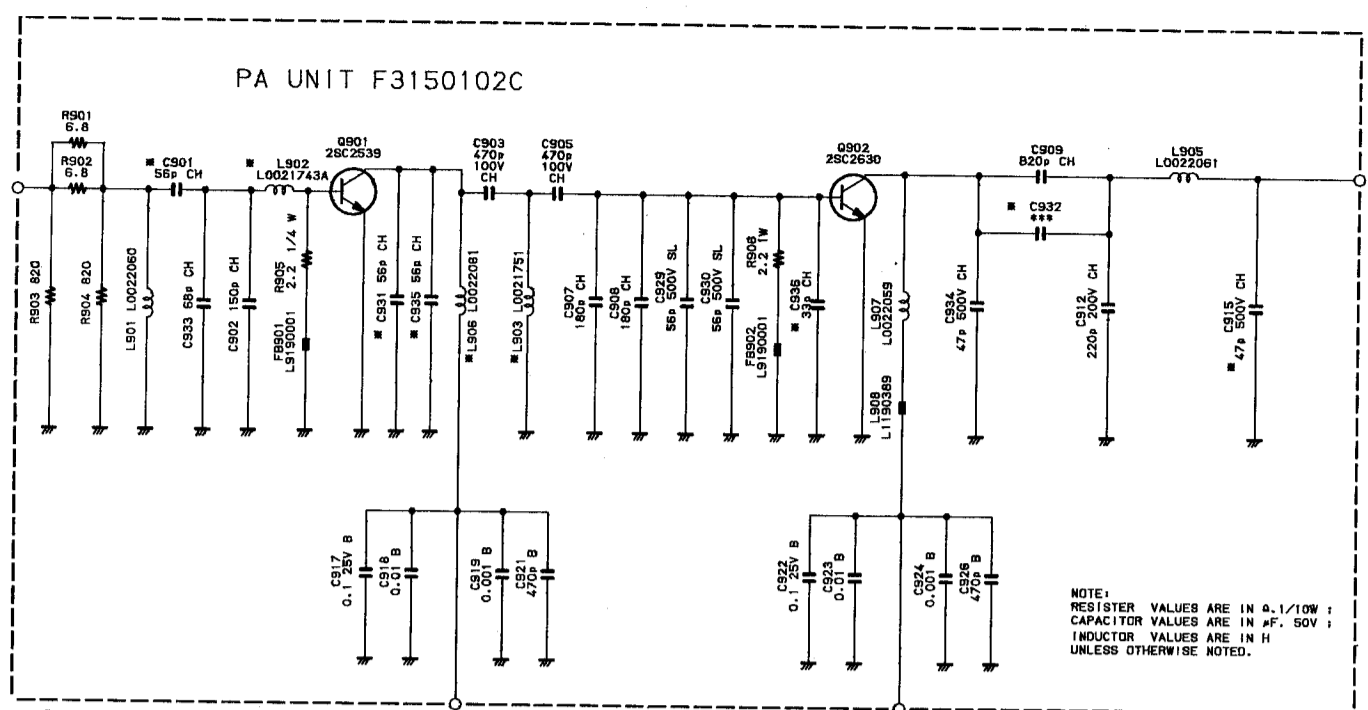 PA UNIT F3150102C
R901
6.8
R902
6.8
※ C901
56p CH
※ L902
L0021743A
Q901
2SC2539
C903
470p
100V
CH
C905
470p
100V
CH
Q902
2SC2630
C909
820p CH
L905
L0022061
※ C932
***
R903 820
R904 820
L901 L0022060
C933 68p CH
C902 150p CH
R905
2.2 1/4 W
FB901
L9190001
※ C931 56p CH
※ C935 56p CH
※ L906 L0022081
※ L903 L0021751
C907
180p CH
C908
180p CH
C929
56p 500V SL
C930
56p 500V SL
R908
2.2 1W
FB902
L9190001
※ C936
33p CH
L907
L0022059
L908
L1190389
C934
47p 500V CH
C912
220p 200V CH
C915
※ 47p 500V CH
C917
0.1 25V B
C918
0.01 B
C919
0.001 B
C921
470p B
C922
0.1 25V B
C923
0.01 B
C924
0.001 B
C926
470p B
NOTE:
RESISTER VALUES ARE IN Ω. 1/10W ;
CAPACITOR VALUES ARE IN μF. 50V ;
INDUCTOR VALUES ARE IN H
UNLESS OTHERWISE NOTED.